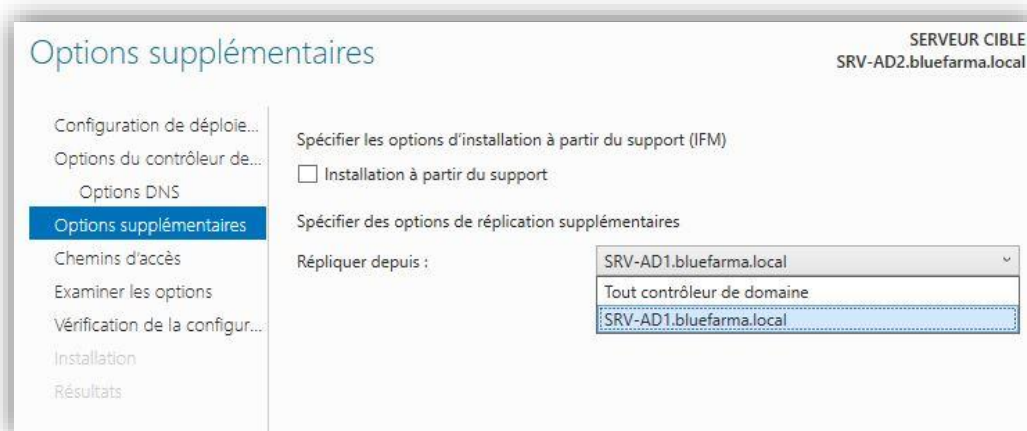 Options supplémentaires
SERVEUR CIBLE
SRV-AD2.bluefarma.local
Configuration de déploie...
Options du contrôleur de...
Options DNS
Options supplémentaires
Chemins d'accès
Examiner les options
Vérification de la configur...
Installation
Résultats
Spécifier les options d'installation à partir du support (IFM)
Installation à partir du support
Spécifier des options de réplication supplémentaires
Répliquer depuis :
SRV-AD1.bluefarma.local
Tout contrôleur de domaine
SRV-AD1.bluefarma.local